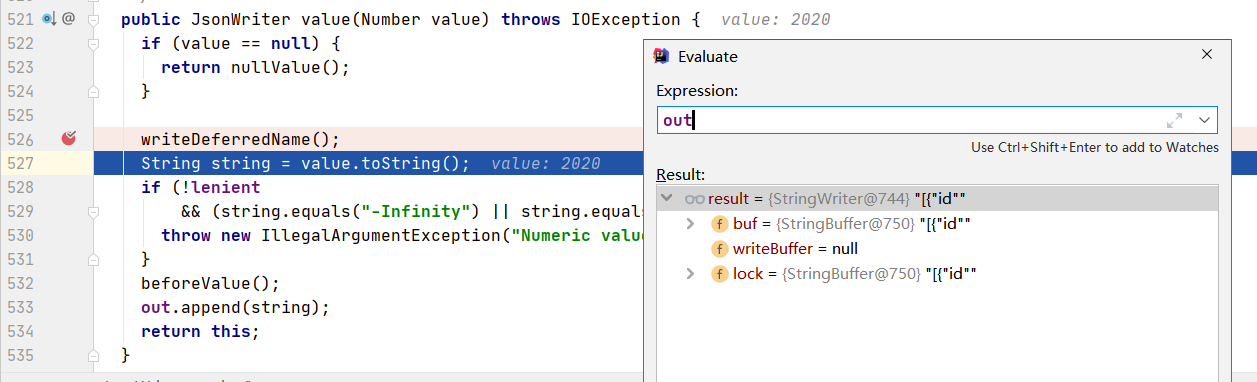 521 @ public JsonWriter value(Number value) throws IOException { value: 2020
522 if (value == null) {
523 return nullValue();
524 }
525
526 writeDeferredName();
527 String string = value.toString(); value: 2020
528 if (!lenient
529 && (string.equals("-Infinity") || string.equals
530 throw new IllegalArgumentException("Numeric value
531 }
532 beforeValue();
533 out.append(string);
534 return this;
535 }
Evaluate
Expression:
out
Use Ctrl+Shift+Enter to add to Watches
Result:
result = {StringWriter@744} "[{"id""
f buf = {StringBuffer@750} "[{"id""
f writeBuffer = null
f lock = {StringBuffer@750} "[{"id""